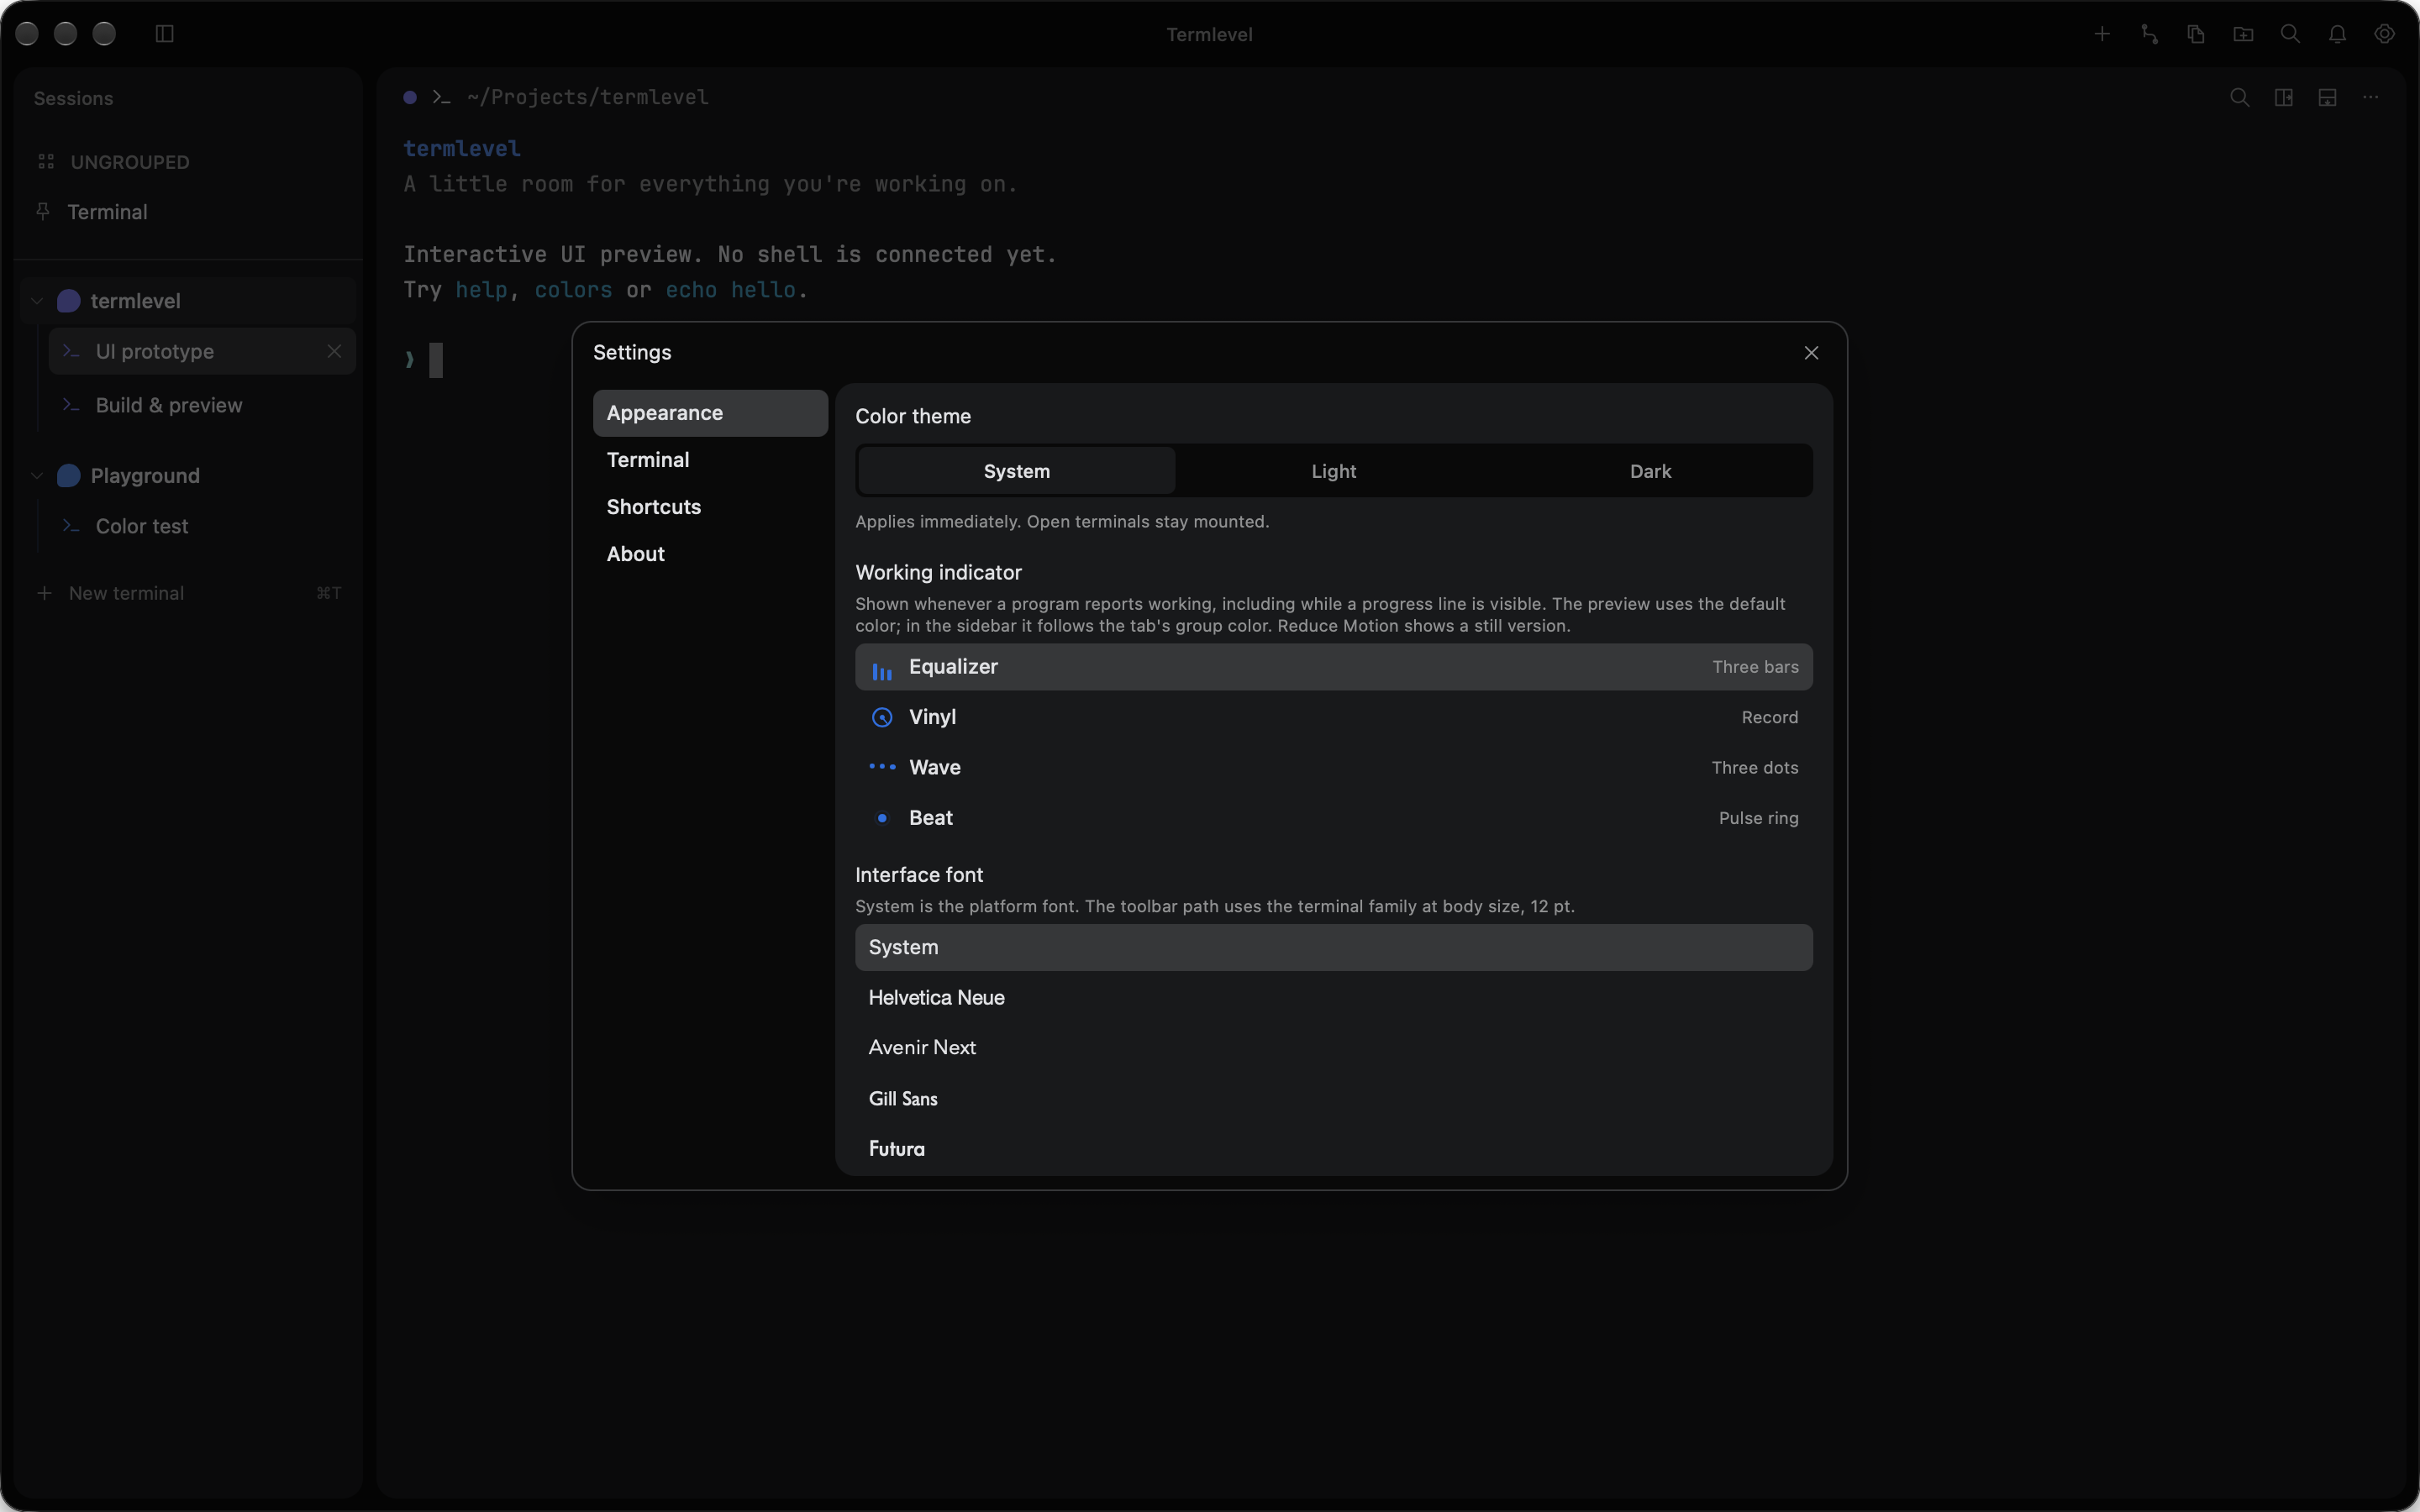 Termlevel
Sessions
UNGROUPED
Terminal
termlevel
UI prototype
Build & preview
Playground
Color test
New terminal ⌘T
~/Projects/termlevel
termlevel
A little room for everything you're working on.
Interactive UI preview. No shell is connected yet.
Try help, colors or echo hello.
❯
Settings
Appearance
Terminal
Shortcuts
About
Color theme
System Light Dark
Applies immediately. Open terminals stay mounted.
Working indicator
Shown whenever a program reports working, including while a progress line is visible. The preview uses the default
color; in the sidebar it follows the tab's group color. Reduce Motion shows a still version.
Equalizer Three bars
Vinyl Record
Wave Three dots
Beat Pulse ring
Interface font
System is the platform font. The toolbar path uses the terminal family at body size, 12 pt.
System
Helvetica Neue
Avenir Next
Gill Sans
Futura